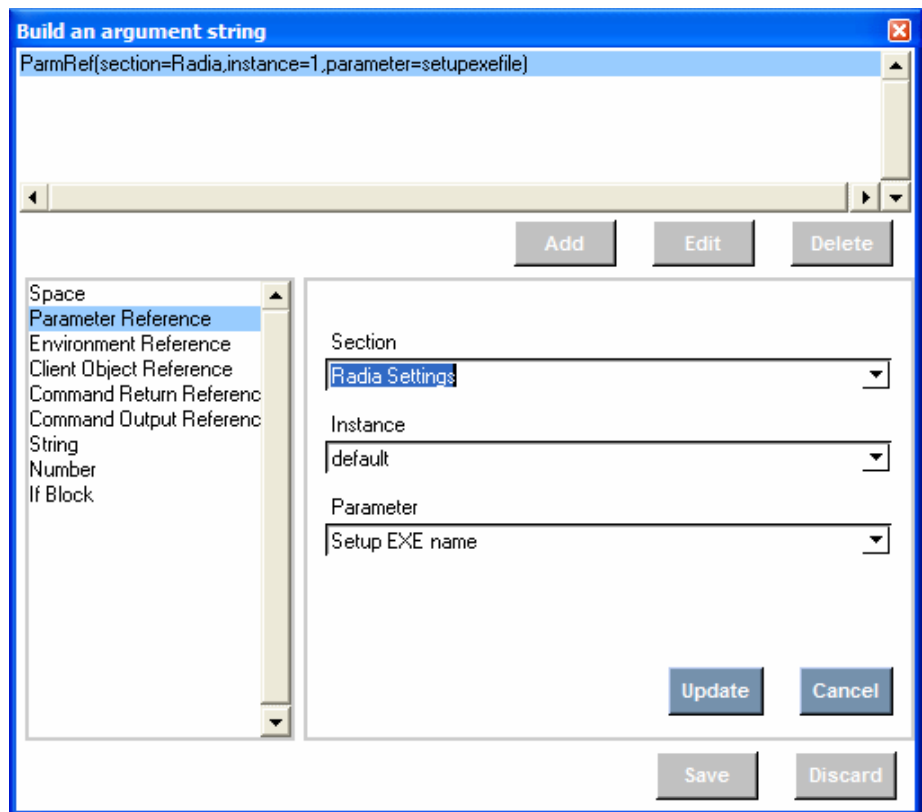 Build an argument string
ParmRef(section=Radia,instance=1,parameter=setupexefile)
Add
Edit
Delete
Space
Parameter Reference
Environment Reference
Client Object Reference
Command Return Referenc
Command Output Referenc
String
Number
If Block
Section
Radia Settings
Instance
default
Parameter
Setup EXE name
Update
Cancel
Save
Discard